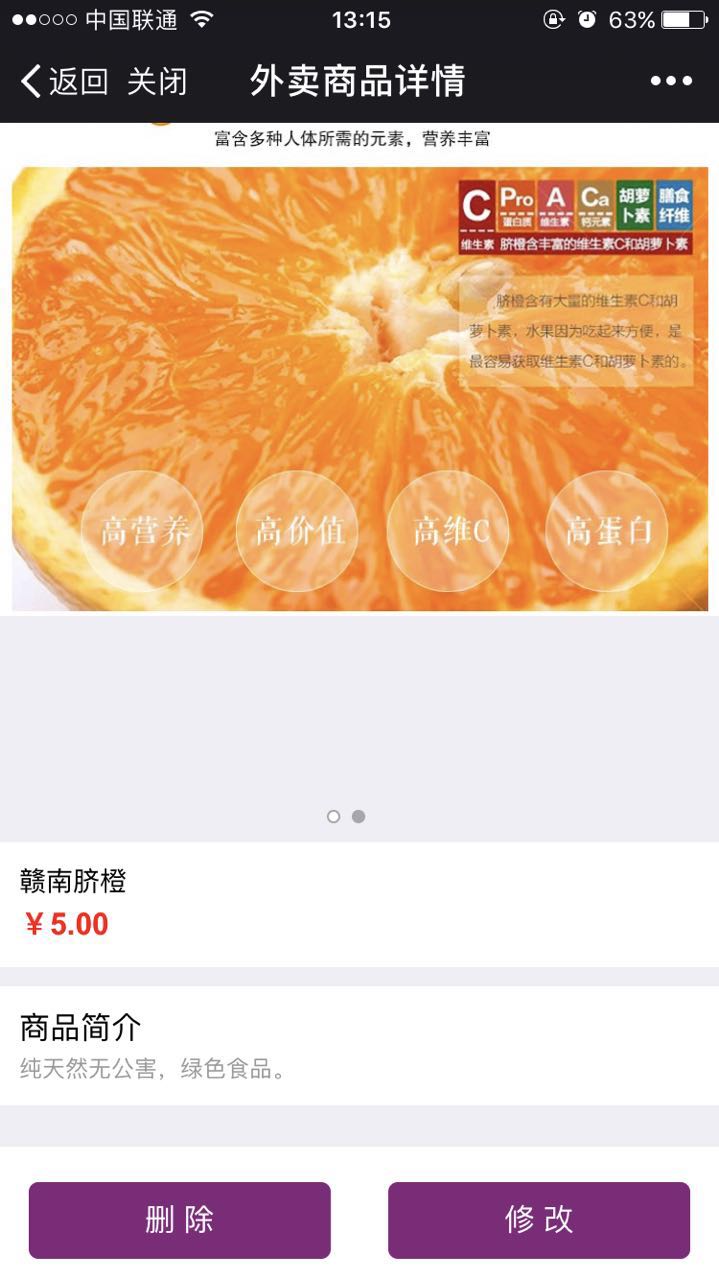 中国联通 13:15 63%
返回 关闭 外卖商品详情
富含多种人体所需的元素，营养丰富
C Pro A Ca 胡萝卜素 膳食纤维
维生素 蛋白质 维生素 钙元素
脐橙含丰富的维生素C和胡萝卜素
脐橙含有大量的维生素C和胡
萝卜素，水果因为吃起来方便，是
最容易获取维生素C和胡萝卜素的。
高营养 高价值 高维C 高蛋白
赣南脐橙
¥ 5.00
商品简介
纯天然无公害，绿色食品。
删 除 修 改